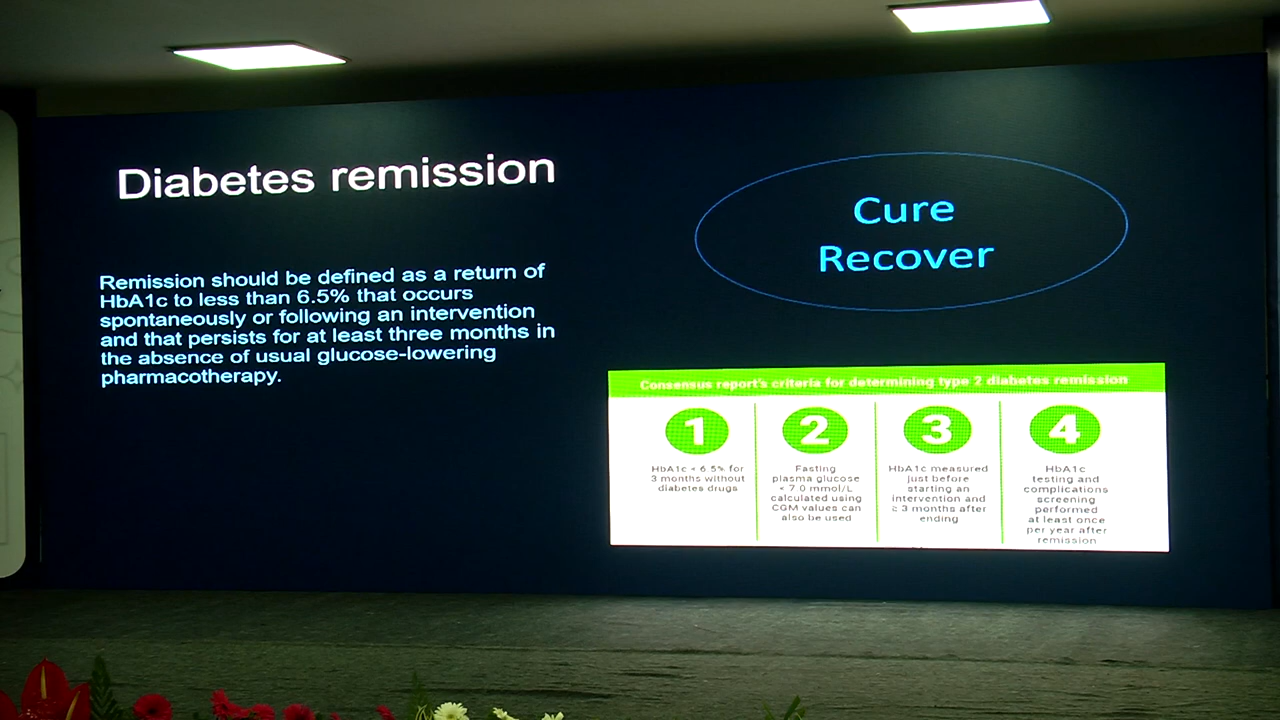 Diabetes remission
Remission should be defined as a return of
HbA1c to less than 6.5% that occurs
spontaneously or following an intervention
and that persists for at least three months in
the absence of usual glucose-lowering
pharmacotherapy.
Cure
Recover
Consensus report's criteria for determining type 2 diabetes remission
1
HbA1c < 6.5% for
3 months without
diabetes drugs
2
Fasting
plasma glucose
< 7.0 mmol/L
calculated using
CGM values can
also be used
3
HbA1c measured
just before
starting an
intervention and
≥ 3 months after
ending
4
HbA1c
testing and
complications
screening
performed
at least once
per year after
remission